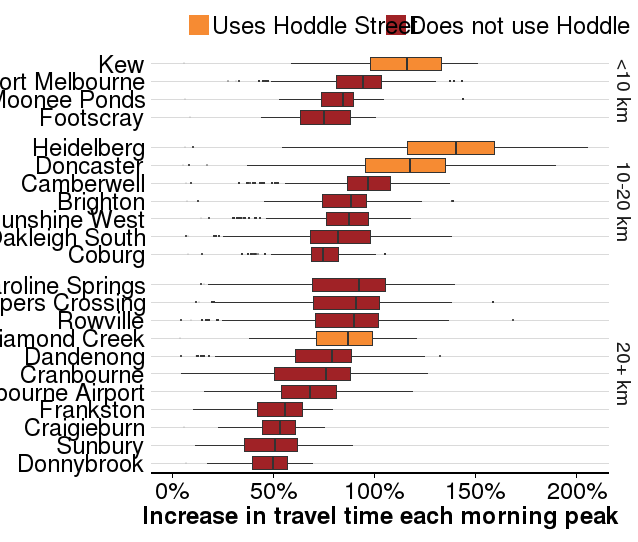 Uses Hoddle Street Does not use Hoddle
Kew
ort Melbourne
Moonee Ponds
Footscray
<10 km
Heidelberg
Doncaster
Camberwell
Brighton
unshine West
Oakleigh South
Coburg
10-20 km
aroline Springs
pers Crossing
Rowville
iamond Creek
Dandenong
Cranbourne
bourne Airport
Frankston
Craigieburn
Sunbury
Donnybrook
20+ km
0% 50% 100% 150% 200%
Increase in travel time each morning peak